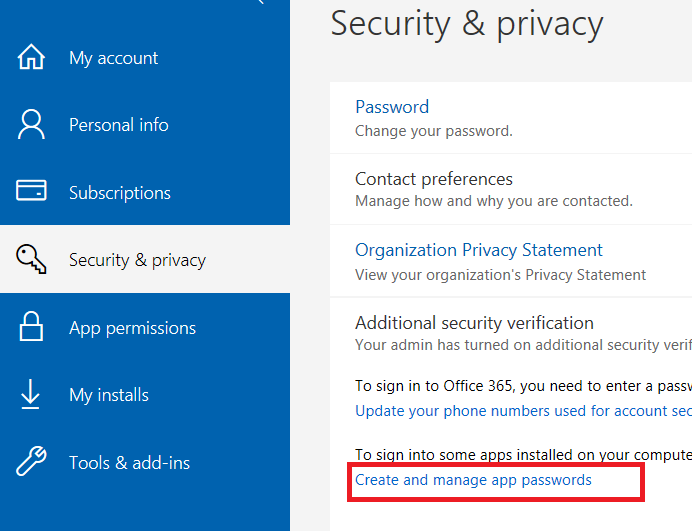 Security & privacy
My account
Personal info
Subscriptions
Security & privacy
App permissions
My installs
Tools & add-ins
Password
Change your password.
Contact preferences
Manage how and why you are contacted.
Organization Privacy Statement
View your organization's Privacy Statement
Additional security verification
Your admin has turned on additional security verif
To sign in to Office 365, you need to enter a passw
Update your phone numbers used for account sec
To sign into some apps installed on your compute
Create and manage app passwords